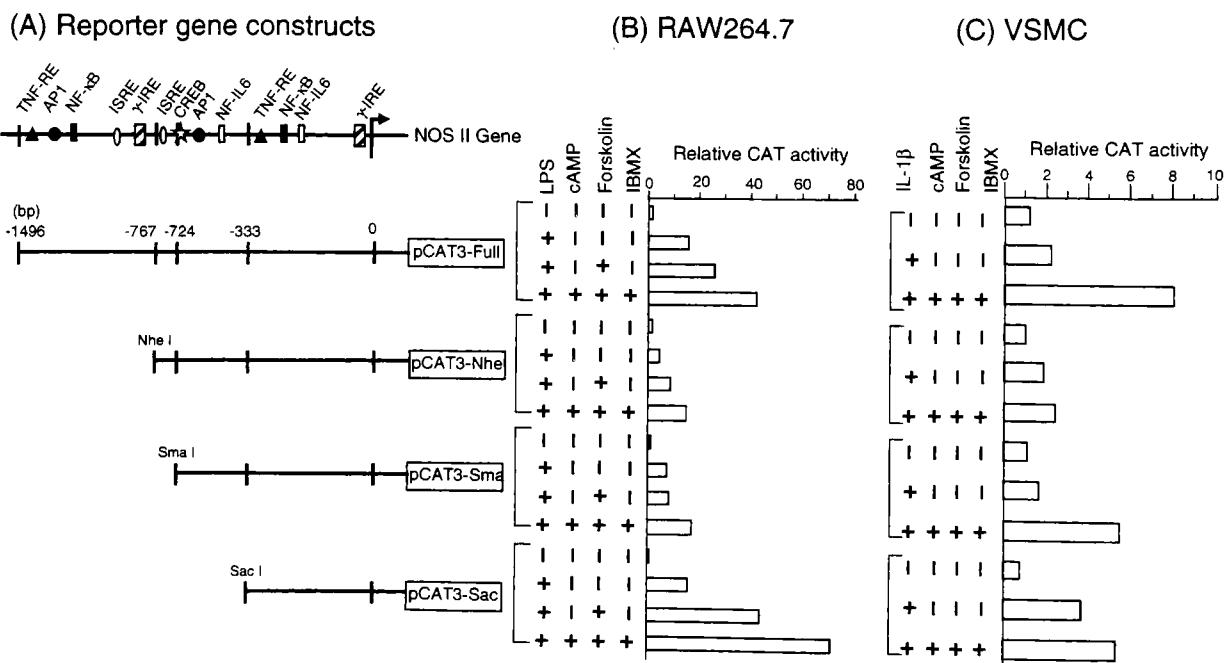 (A) Reporter gene constructs
(B) RAW264.7
(C) VSMC
TNF-RE AP1 NF-κB ISRE γ-IRE ISRE CREB AP1 NF-IL6 TNF-RE NF-κB NF-IL6 γ-IRE
NOS II Gene
LPS cAMP Forskolin IBMX
Relative CAT activity
0 20 40 60 80
IL-1β cAMP Forskolin IBMX
Relative CAT activity
0 2 4 6 8 10
(bp)
-1496 -767 -724 -333 0
pCAT3-Full
− − − −
+ − − −
+ − + −
+ + + +
− − − −
+ − − −
+ + + +
Nhe I
pCAT3-Nhe
− − − −
+ − − −
+ − + −
+ + + +
− − − −
+ − − −
+ + + +
Sma I
pCAT3-Sma
− − − −
+ − − −
+ − + −
+ + + +
− − − −
+ − − −
+ + + +
Sac I
pCAT3-Sac
− − − −
+ − − −
+ − + −
+ + + +
− − − −
+ − − −
+ + + +